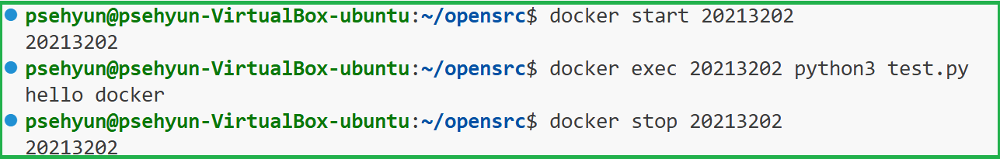 psehyun@psehyun-VirtualBox-ubuntu:~/opensrc$ docker start 20213202
20213202
psehyun@psehyun-VirtualBox-ubuntu:~/opensrc$ docker exec 20213202 python3 test.py
hello docker
psehyun@psehyun-VirtualBox-ubuntu:~/opensrc$ docker stop 20213202
20213202